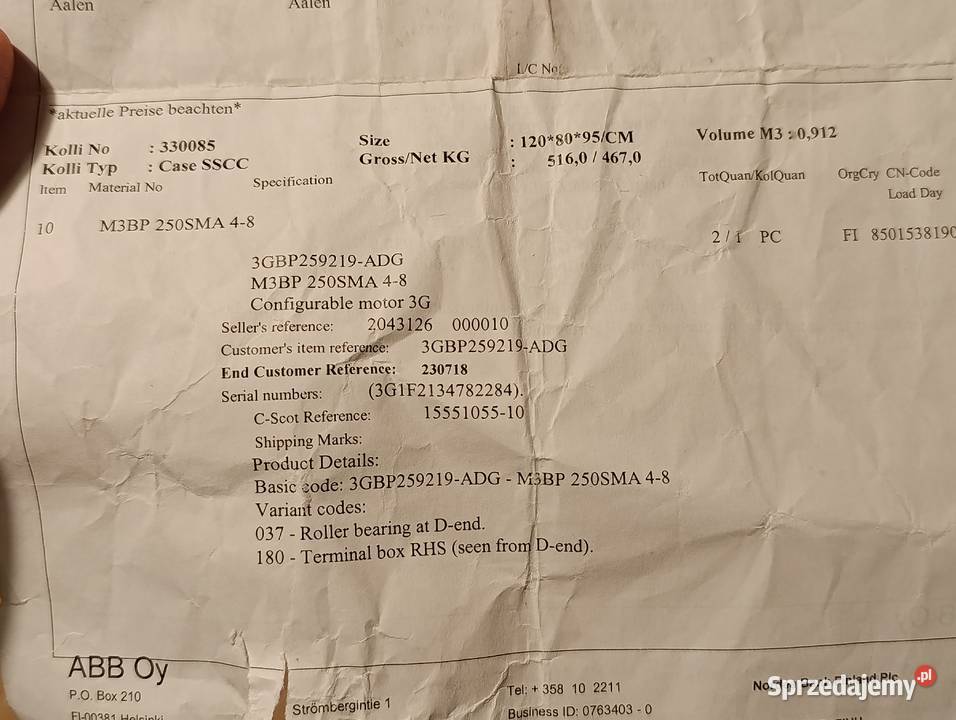 Aalen Aalen
L/C No:
*aktuelle Preise beachten*
Kolli No : 330085 Size : 120*80*95/CM Volume M3 : 0,912
Kolli Typ : Case SSCC Gross/Net KG : 516,0 / 467,0
Item Material No Specification TotQuan/KolQuan OrgCry CN-Code
Load Day
10 M3BP 250SMA 4-8 2 / 1 PC FI 8501538190
3GBP259219-ADG
M3BP 250SMA 4-8
Configurable motor 3G
Seller's reference: 2043126 000010
Customer's item reference: 3GBP259219-ADG
End Customer Reference: 230718
Serial numbers: (3G1F2134782284).
C-Scot Reference: 15551055-10
Shipping Marks:
Product Details:
Basic code: 3GBP259219-ADG - M3BP 250SMA 4-8
Variant codes:
037 - Roller bearing at D-end.
180 - Terminal box RHS (seen from D-end).
ABB Oy
P.O. Box 210 Strömbergintie 1 Tel: + 358 10 2211
FI-00381 Helsinki Business ID: 0763403 - 0
Sprzedajemy.pl